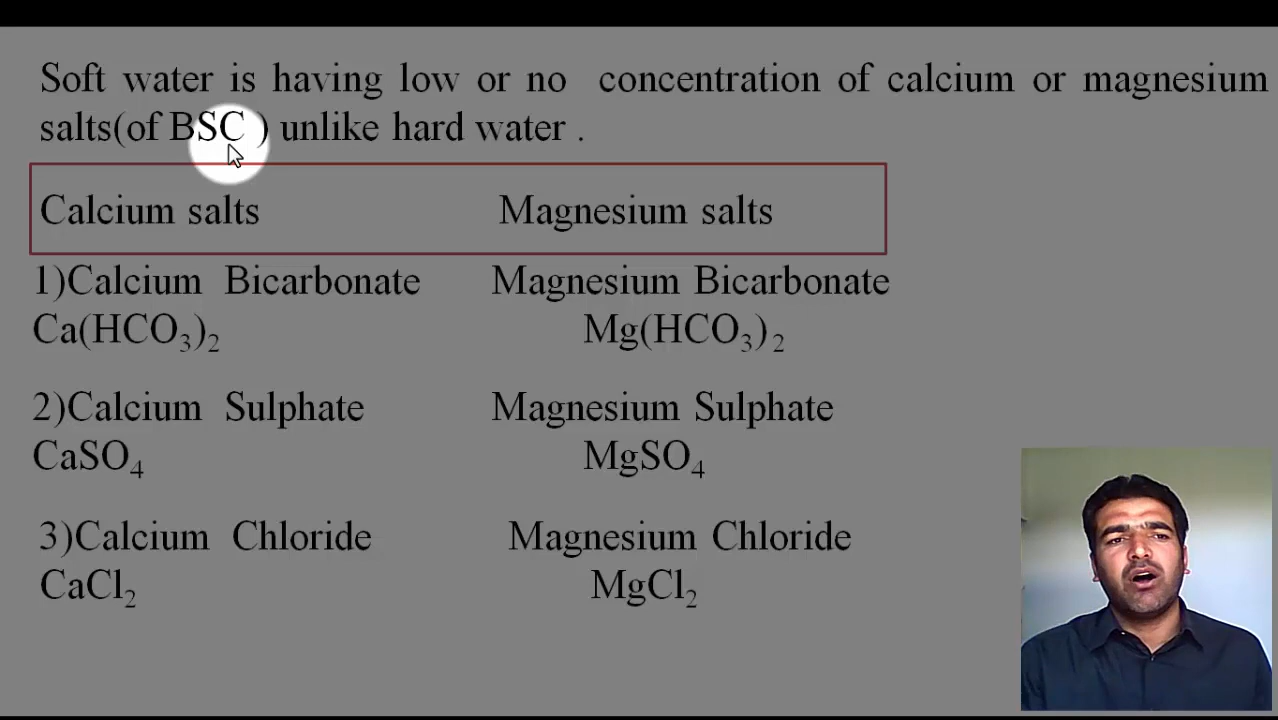 Soft water is having low or no concentration of calcium or magnesium
salts(of BSC ) unlike hard water .
Calcium salts Magnesium salts
1)Calcium Bicarbonate Magnesium Bicarbonate
Ca(HCO₃)₂ Mg(HCO₃)₂
2)Calcium Sulphate Magnesium Sulphate
CaSO₄ MgSO₄
3)Calcium Chloride Magnesium Chloride
CaCl₂ MgCl₂